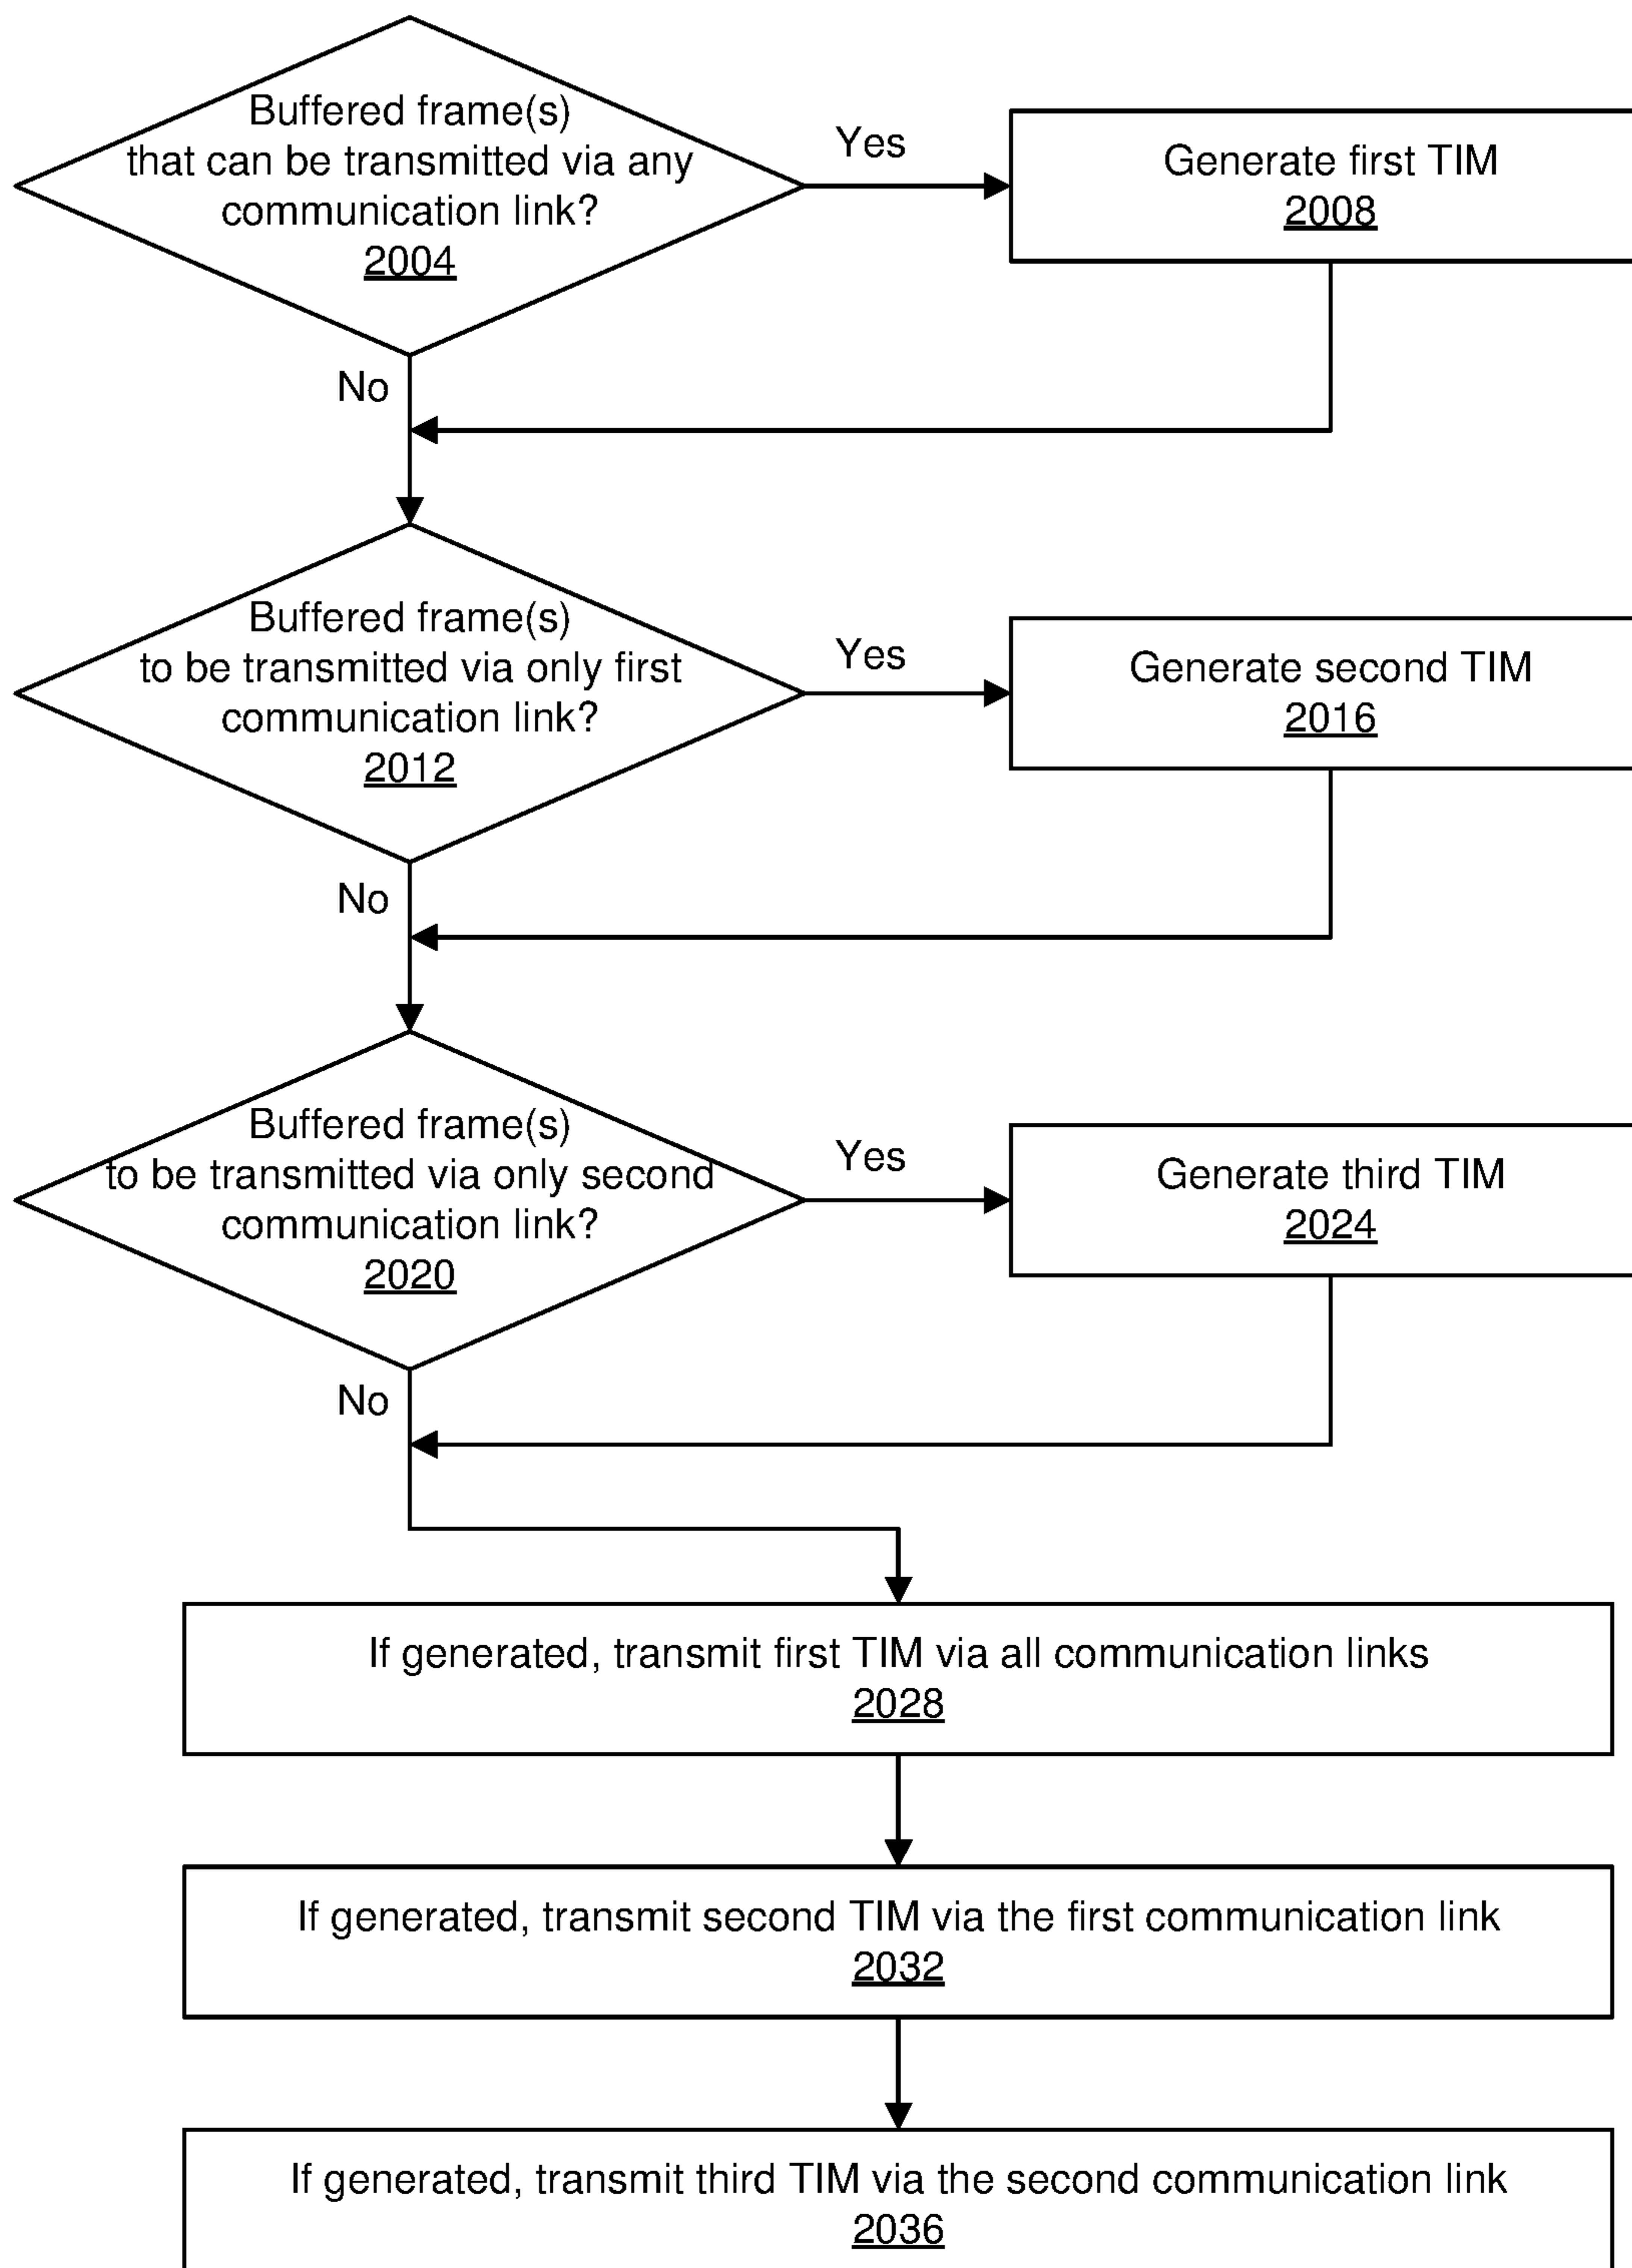 Buffered frame(s)
that can be transmitted via any
communication link?
2004
Yes
Generate first TIM
2008
No
Buffered frame(s)
to be transmitted via only first
communication link?
2012
Yes
Generate second TIM
2016
No
Buffered frame(s)
to be transmitted via only second
communication link?
2020
Yes
Generate third TIM
2024
No
If generated, transmit first TIM via all communication links
2028
If generated, transmit second TIM via the first communication link
2032
If generated, transmit third TIM via the second communication link
2036